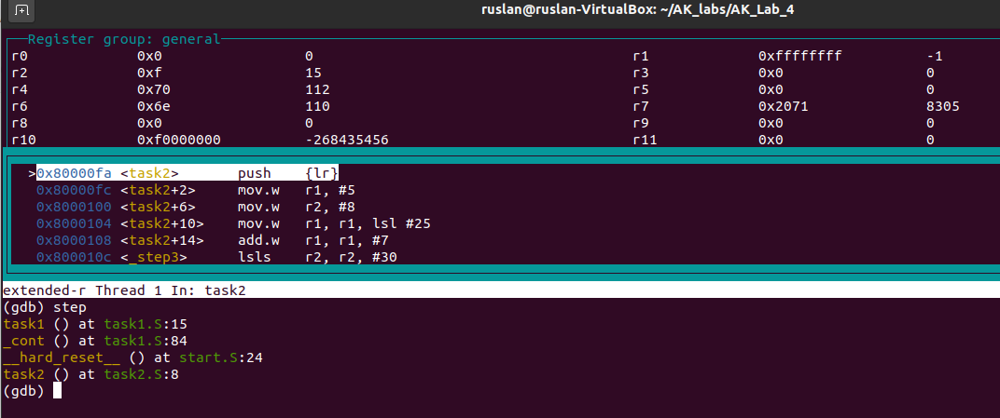 ruslan@ruslan-VirtualBox: ~/AK_labs/AK_Lab_4
Register group: general
r0 0x0 0 r1 0xffffffff -1
r2 0xf 15 r3 0x0 0
r4 0x70 112 r5 0x0 0
r6 0x6e 110 r7 0x2071 8305
r8 0x0 0 r9 0x0 0
r10 0xf0000000 -268435456 r11 0x0 0
>0x80000fa <task2> push {lr}
0x80000fc <task2+2> mov.w r1, #5
0x8000100 <task2+6> mov.w r2, #8
0x8000104 <task2+10> mov.w r1, r1, lsl #25
0x8000108 <task2+14> add.w r1, r1, #7
0x800010c <_step3> lsls r2, r2, #30
extended-r Thread 1 In: task2
(gdb) step
task1 () at task1.S:15
_cont () at task1.S:84
__hard_reset__ () at start.S:24
task2 () at task2.S:8
(gdb)